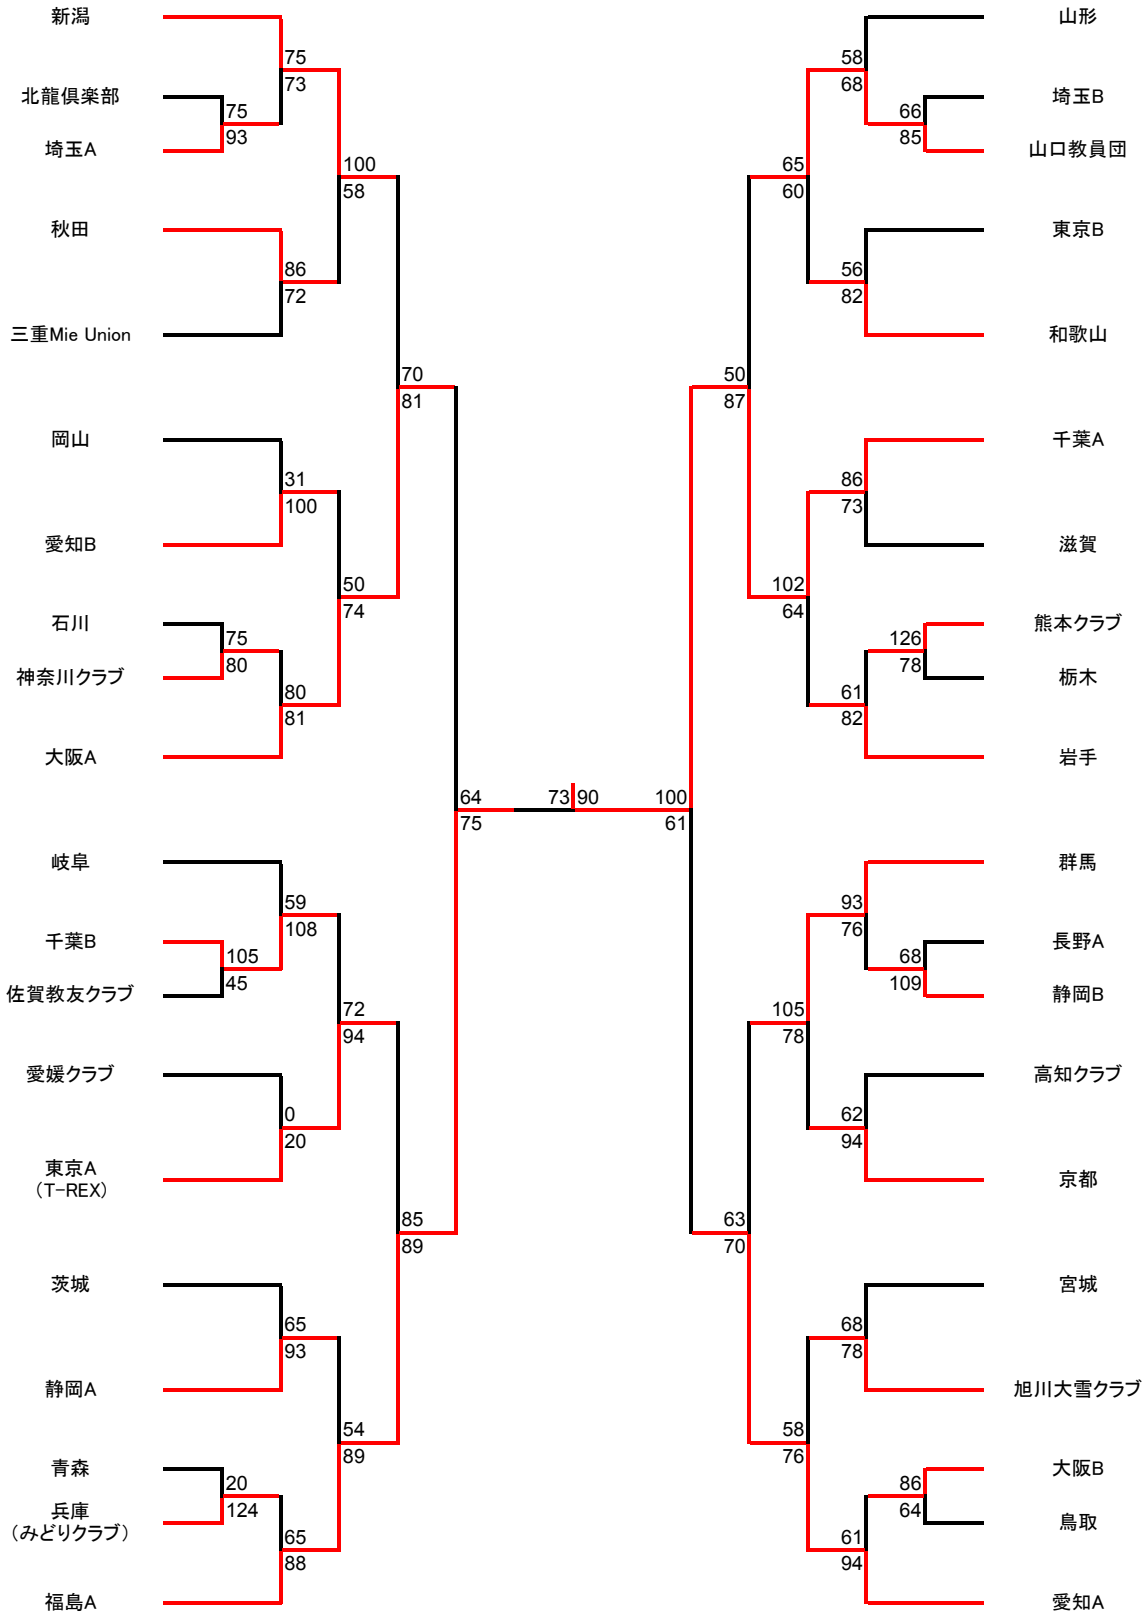 新潟
75
73
北龍倶楽部
75
93
埼玉A
100
58
秋田
86
72
三重Mie Union
70
81
岡山
31
100
愛知B
50
74
石川
75
80
神奈川クラブ
80
81
大阪A
64
75
岐阜
59
108
千葉B
105
45
佐賀教友クラブ
72
94
愛媛クラブ
0
20
東京A
（T-REX）
85
89
茨城
65
93
静岡A
54
89
青森
20
124
兵庫
（みどりクラブ）
65
88
福島A
73 90
山形
58
68
埼玉B
66
85
山口教員団
65
60
東京B
56
82
和歌山
50
87
千葉A
86
73
滋賀
102
64
熊本クラブ
126
78
栃木
61
82
岩手
100
61
群馬
93
76
長野A
68
109
静岡B
105
78
高知クラブ
62
94
京都
63
70
宮城
68
78
旭川大雪クラブ
58
76
大阪B
86
64
鳥取
61
94
愛知A